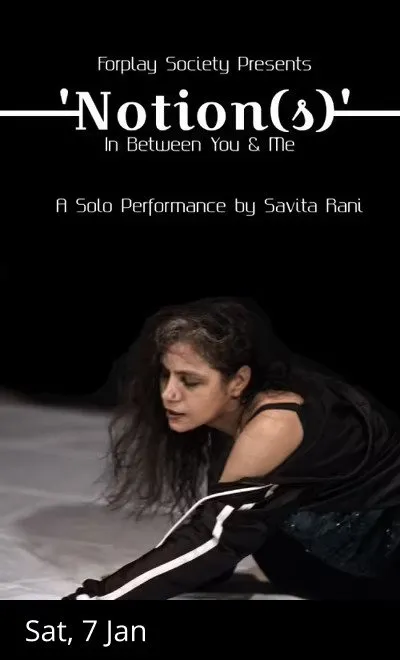 Forplay Society Presents
'Notion(s)'
In Between You & Me
A Solo Performance by Savita Rani
Sat, 7 Jan